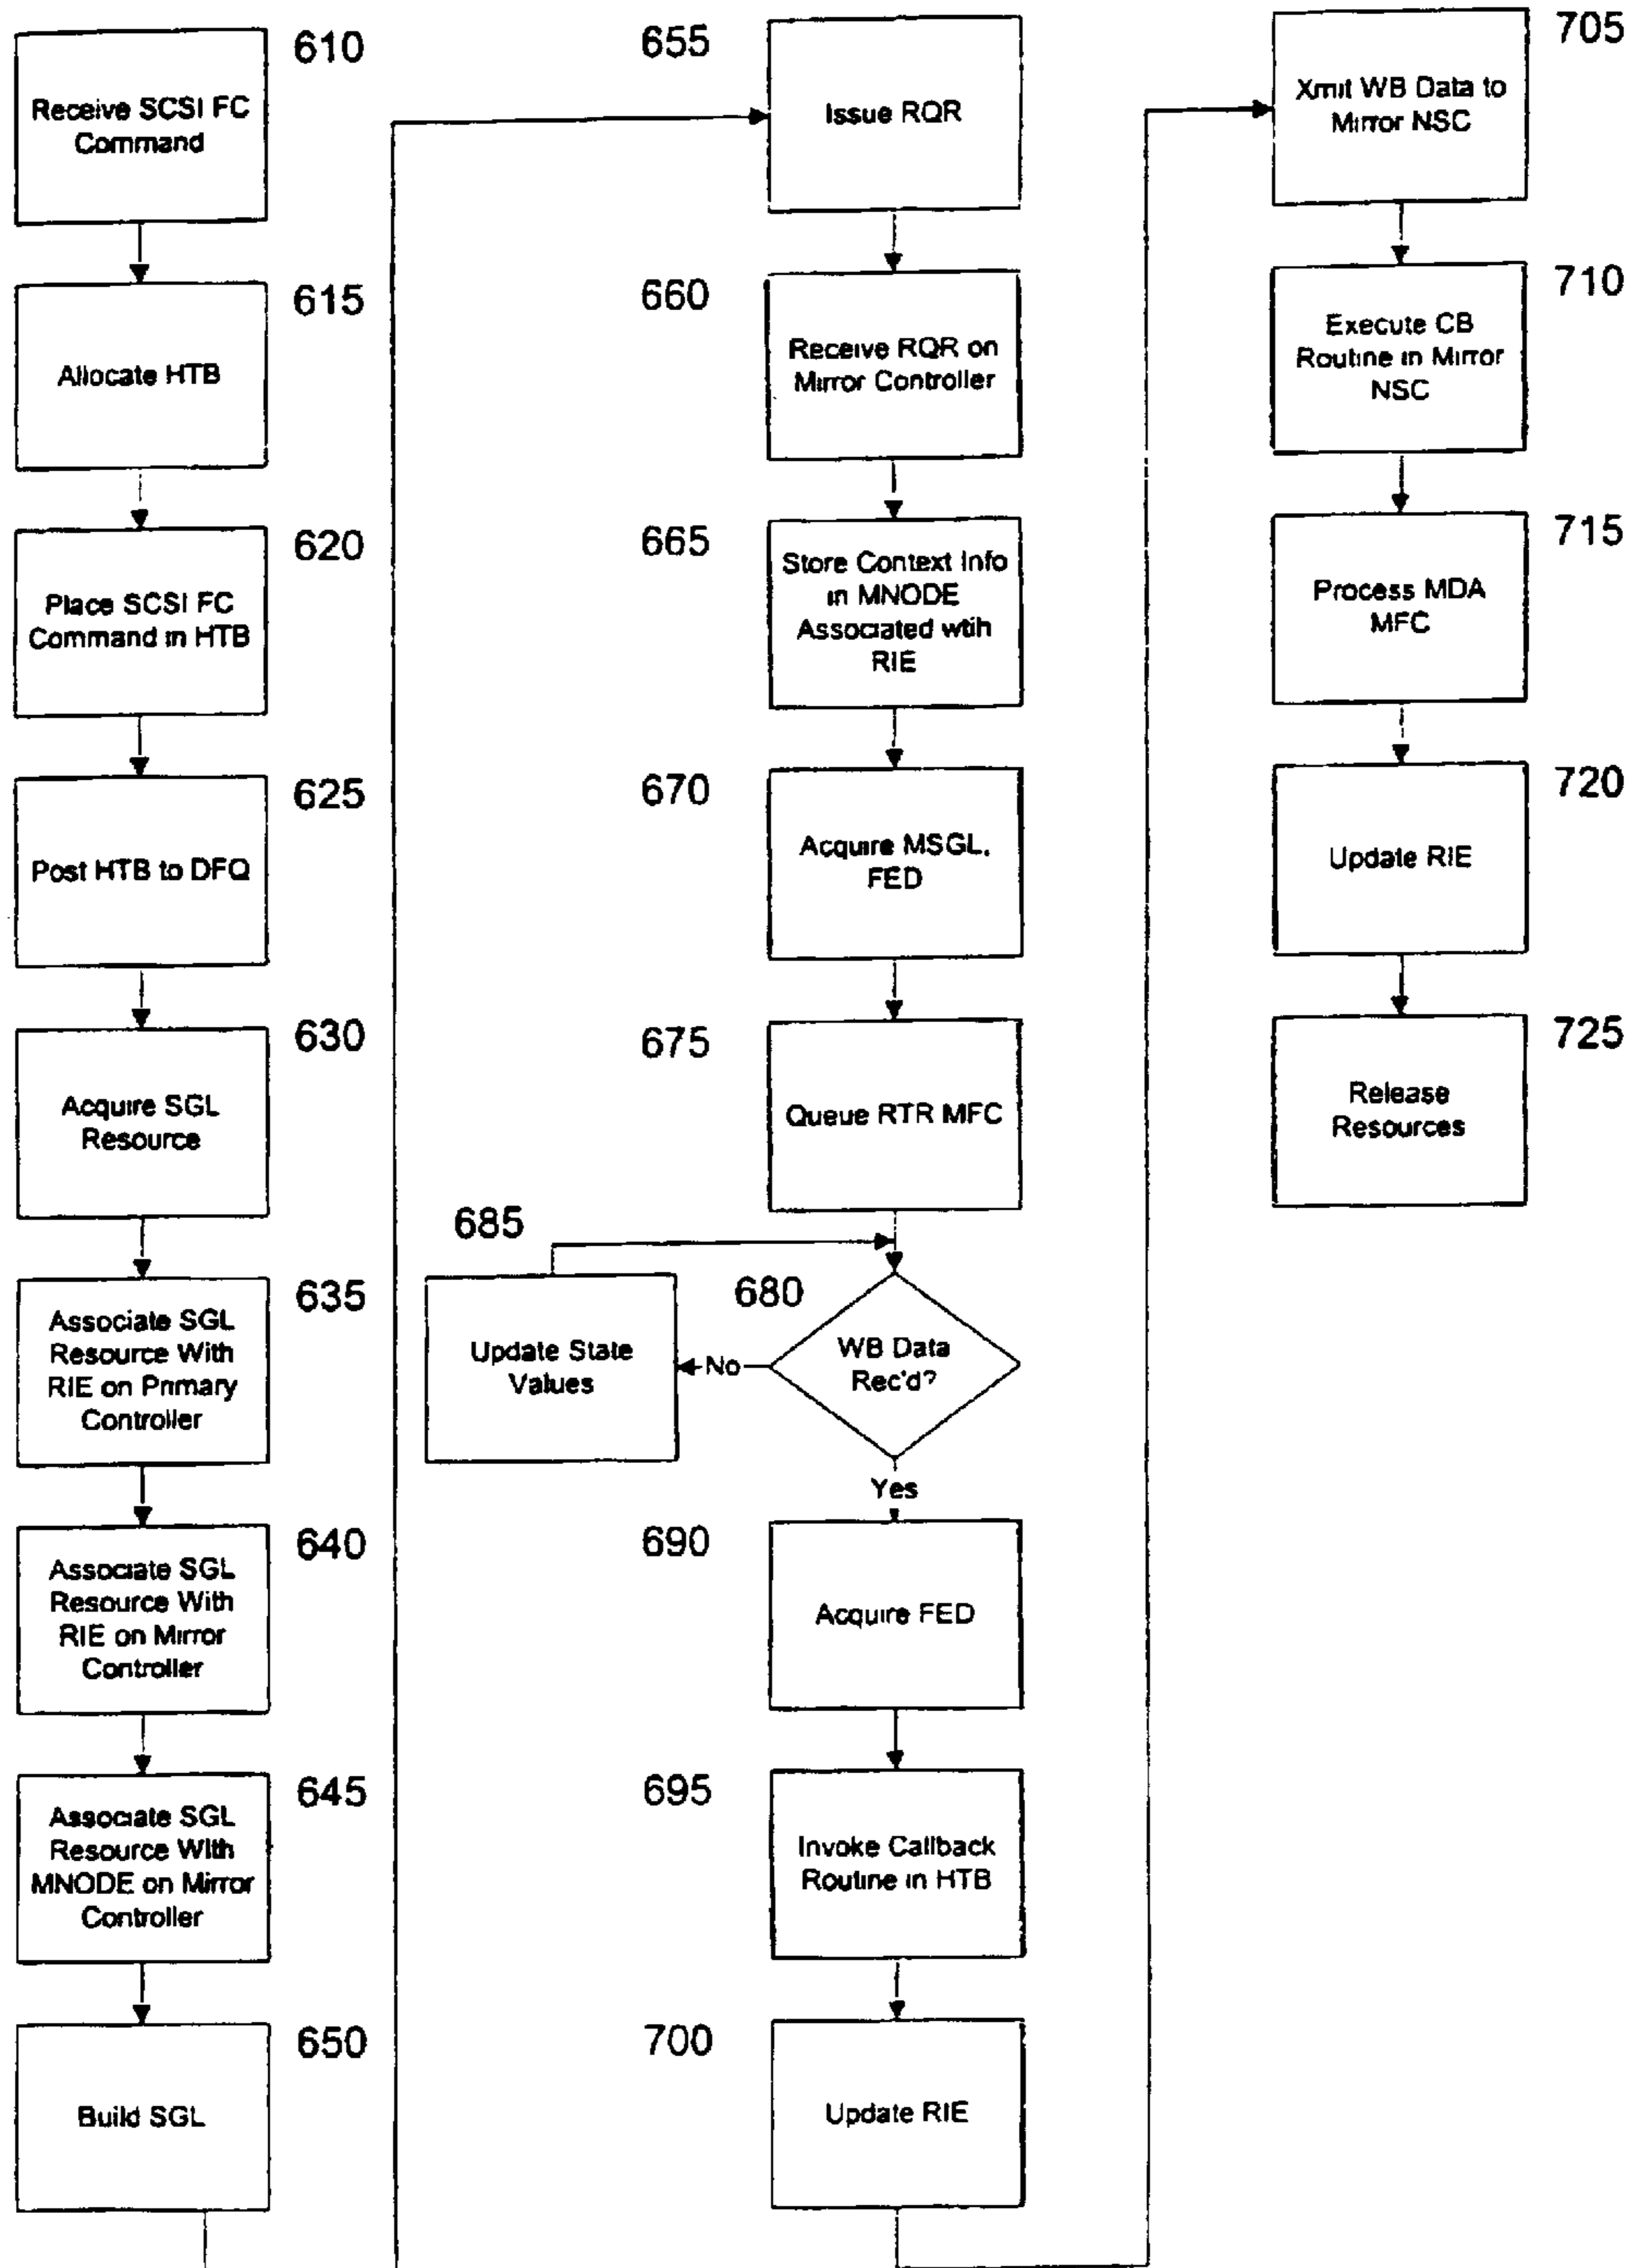 610
Receive SCSI FC
Command
615
Allocate HTB
620
Place SCSI FC
Command in HTB
625
Post HTB to DFQ
630
Acquire SGL
Resource
635
Associate SGL
Resource With
RIE on Primary
Controller
640
Associate SGL
Resource With
RIE on Mirror
Controller
645
Associate SGL
Resource With
MNODE on Mirror
Controller
650
Build SGL
655
Issue RQR
660
Receive RQR on
Mirror Controller
665
Store Context Info
in MNODE
Associated wtih
RIE
670
Acquire MSGL,
FED
675
Queue RTR MFC
685
Update State
Values
680
WB Data
Rec'd?
No
Yes
690
Acquire FED
695
Invoke Callback
Routine in HTB
700
Update RIE
705
Xmit WB Data to
Mirror NSC
710
Execute CB
Routine in Mirror
NSC
715
Process MDA
MFC
720
Update RIE
725
Release
Resources